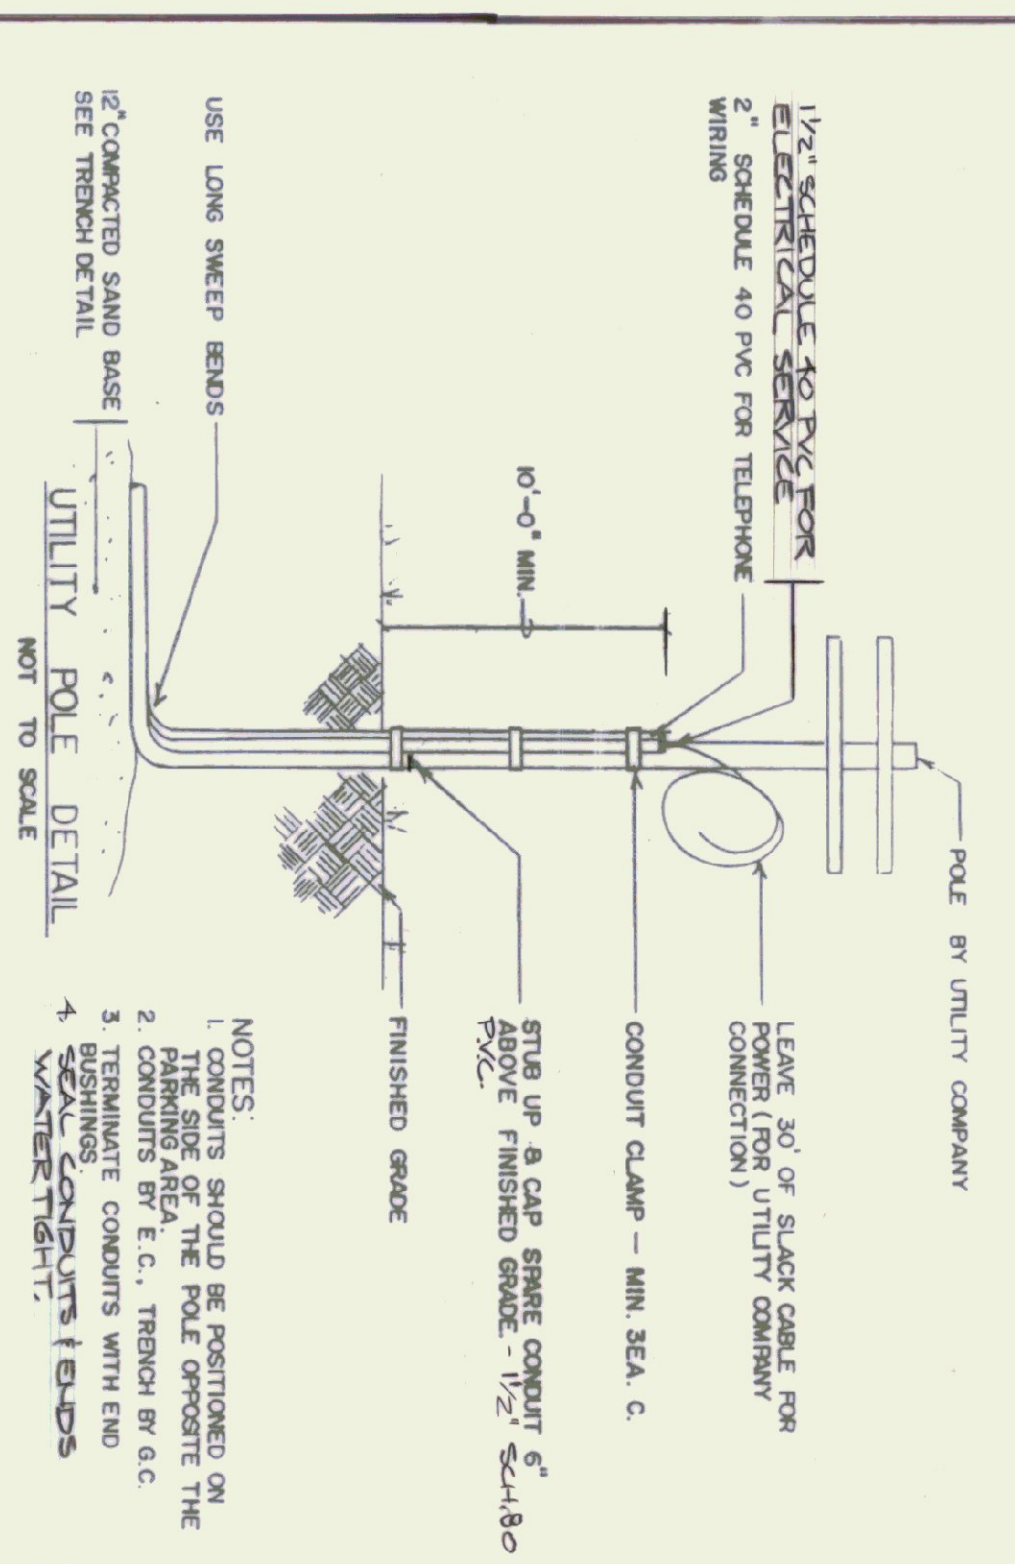 POLE BY UTILITY COMPANY
1 1/2" SCHEDULE 40 PVC FOR
ELECTRICAL SERVICE
2" SCHEDULE 40 PVC FOR TELEPHONE
WIRING
LEAVE 30' OF SLACK CABLE FOR
POWER (FOR UTILITY COMPANY
CONNECTION)
CONDUIT CLAMP — MIN. 3EA. C.
10'-0" MIN.
STUB UP & CAP SPARE CONDUIT 6"
ABOVE FINISHED GRADE. - 1 1/2" SCH.80
P.V.C.
FINISHED GRADE
USE LONG SWEEP BENDS
12" COMPACTED SAND BASE
SEE TRENCH DETAIL
UTILITY POLE DETAIL
NOT TO SCALE
NOTES:
1. CONDUITS SHOULD BE POSITIONED ON
THE SIDE OF THE POLE OPPOSITE THE
PARKING AREA.
2. CONDUITS BY E.C., TRENCH BY G.C.
3. TERMINATE CONDUITS WITH END
BUSHINGS.
4. SEAL CONDUITS & ENDS
WATERTIGHT.